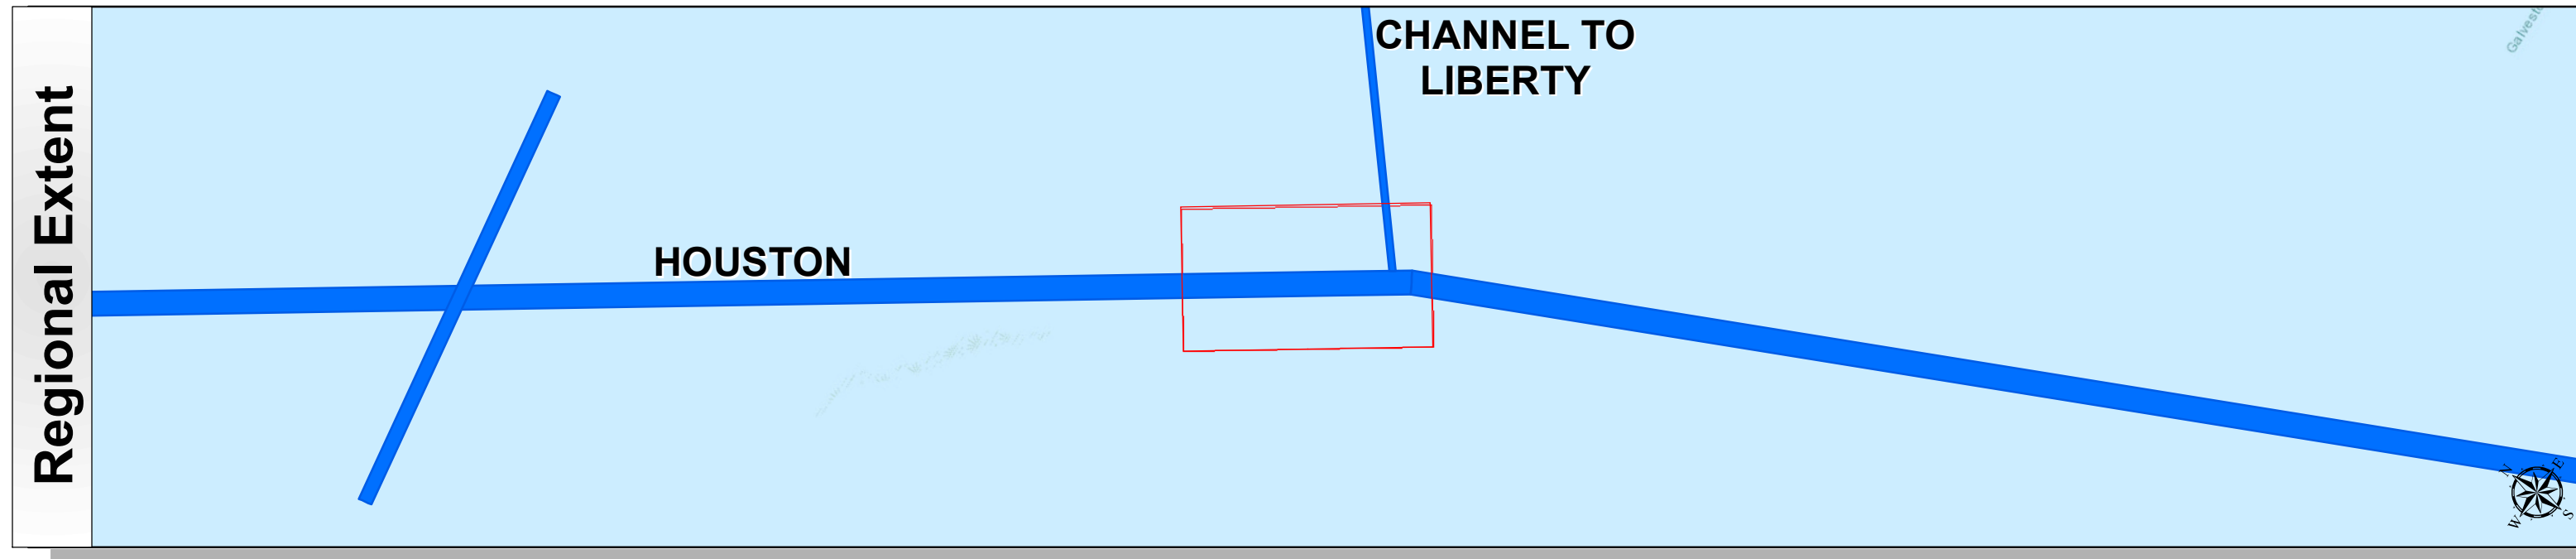 Regional Extent
CHANNEL TO
LIBERTY
HOUSTON
N
E
W
S